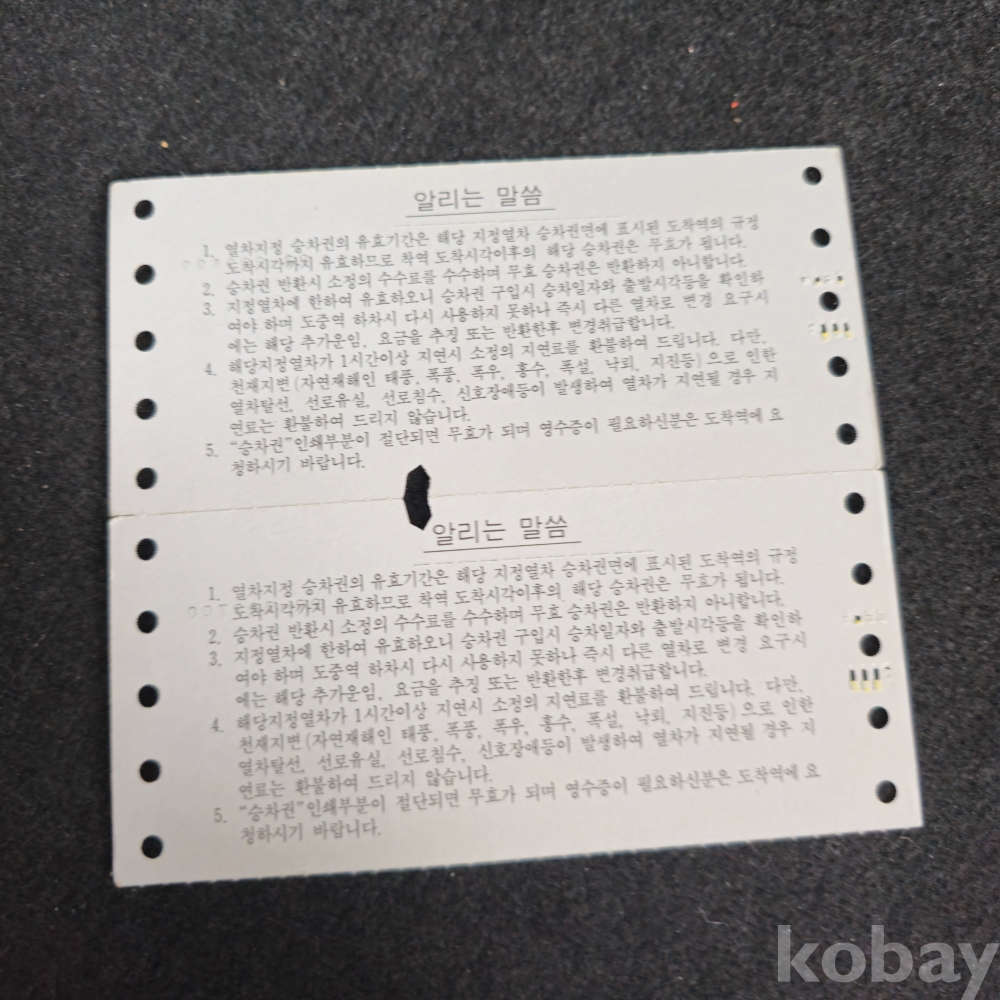 알리는 말씀
1. 열차지정 승차권의 유효기간은 해당 지정열차 승차권면에 표시된 도착역의 규정
도착시각까지 유효하므로 착역 도착시각이후의 해당 승차권은 무효가 됩니다.
2. 승차권 반환시 소정의 수수료를 수수하며 무효 승차권은 반환하지 아니합니다.
3. 지정열차에 한하여 유효하오니 승차권 구입시 승차일자와 출발시각등을 확인하
여야 하며 도중역 하차시 다시 사용하지 못하나 즉시 다른 열차로 변경 요구시
에는 해당 추가운임, 요금을 추징 또는 반환한후 변경취급합니다.
4. 해당지정열차가 1시간이상 지연시 소정의 지연료를 환불하여 드립니다. 다만,
천재지변(자연재해인 태풍, 폭풍, 폭우, 홍수, 폭설, 낙뢰, 지진등)으로 인한
열차탈선, 선로유실, 선로침수, 신호장애등이 발생하여 열차가 지연될 경우 지
연료는 환불하여 드리지 않습니다.
5. “승차권”인쇄부분이 절단되면 무효가 되며 영수증이 필요하신분은 도착역에 요
청하시기 바랍니다.
알리는 말씀
1. 열차지정 승차권의 유효기간은 해당 지정열차 승차권면에 표시된 도착역의 규정
도착시각까지 유효하므로 착역 도착시각이후의 해당 승차권은 무효가 됩니다.
2. 승차권 반환시 소정의 수수료를 수수하며 무효 승차권은 반환하지 아니합니다.
3. 지정열차에 한하여 유효하오니 승차권 구입시 승차일자와 출발시각등을 확인하
여야 하며 도중역 하차시 다시 사용하지 못하나 즉시 다른 열차로 변경 요구시
에는 해당 추가운임, 요금을 추징 또는 반환한후 변경취급합니다.
4. 해당지정열차가 1시간이상 지연시 소정의 지연료를 환불하여 드립니다. 다만,
천재지변(자연재해인 태풍, 폭풍, 폭우, 홍수, 폭설, 낙뢰, 지진등)으로 인한
열차탈선, 선로유실, 선로침수, 신호장애등이 발생하여 열차가 지연될 경우 지
연료는 환불하여 드리지 않습니다.
5. “승차권”인쇄부분이 절단되면 무효가 되며 영수증이 필요하신분은 도착역에 요
청하시기 바랍니다.
kobay